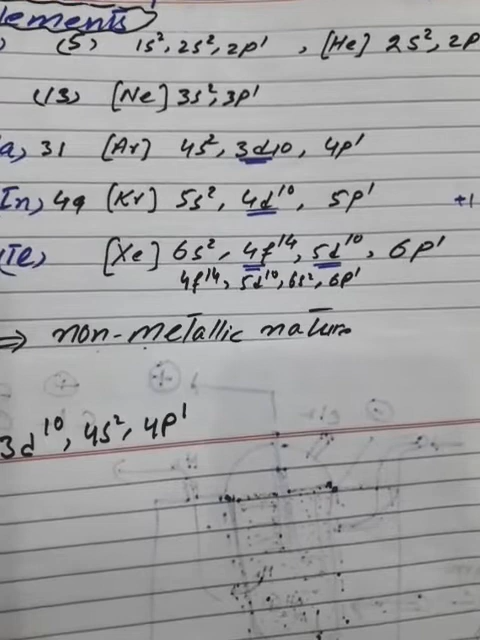 lements
) (5) 1s², 2s², 2p¹ , [He] 2s², 2p
(13) [Ne] 3s², 3p¹
a) 31 [Ar] 4s², 3d10, 4p¹
In) 49 [Kr] 5s², 4d¹⁰, 5p¹ +1
(Te) [Xe] 6s², 4f¹⁴, 5d¹⁰, 6p¹
4f¹⁴, 5d¹⁰, 6s², 6p¹
⇒ non-metallic nature
3d¹⁰, 4s², 4p¹